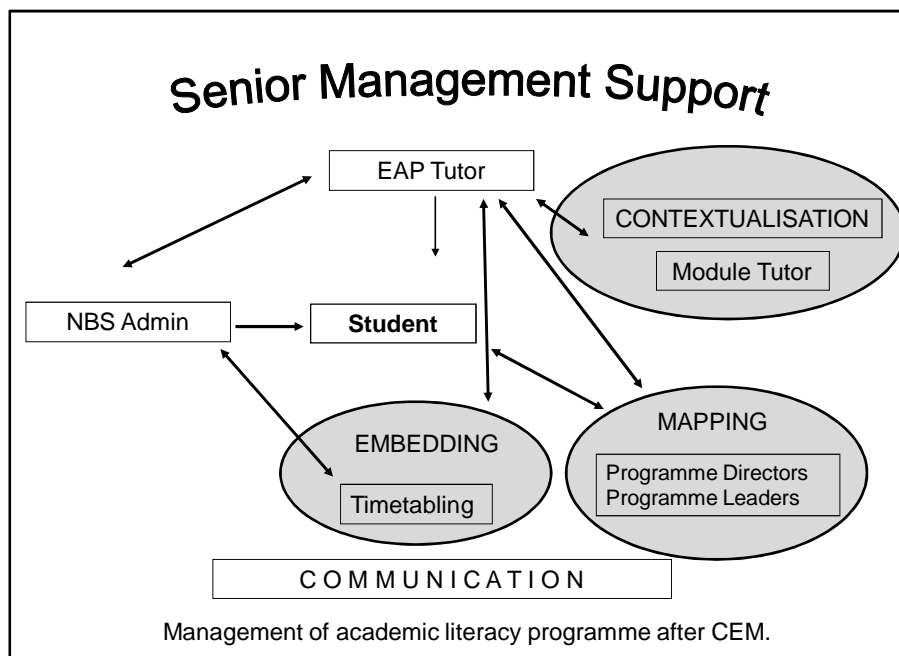 Senior Management Support
EAP Tutor
CONTEXTUALISATION
Module Tutor
NBS Admin
Student
MAPPING
EMBEDDING
Programme Directors
Programme Leaders
Timetabling
COMMUNICATION
Management of academic literacy programme after CEM.